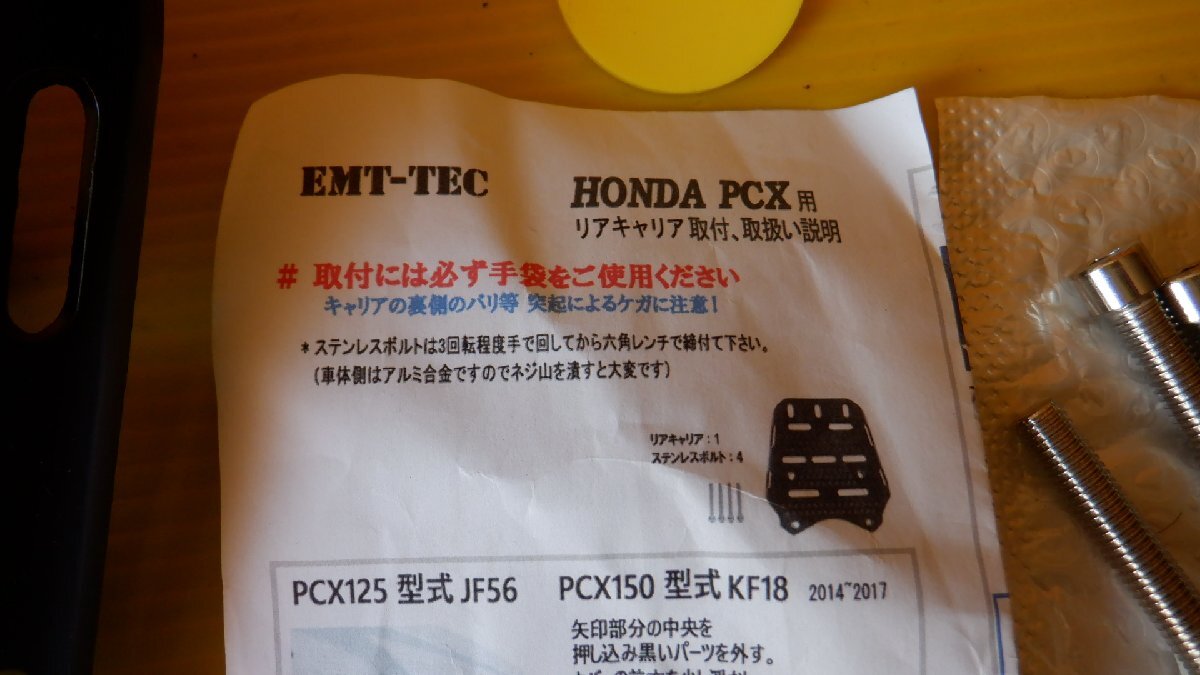 EMT-TEC
HONDA PCX用
リアキャリア取付、取扱い説明
# 取付には必ず手袋をご使用ください
キャリアの裏側のバリ等 突起によるケガに注意！
* ステンレスボルトは3回転程度手で回してから六角レンチで締付て下さい。
(車体側はアルミ合金ですのでネジ山を潰すと大変です)
リアキャリア：1
ステンレスボルト：4
PCX125 型式 JF56 PCX150 型式 KF18 2014~2017
矢印部分の中央を
押し込み黒いパーツを外す。